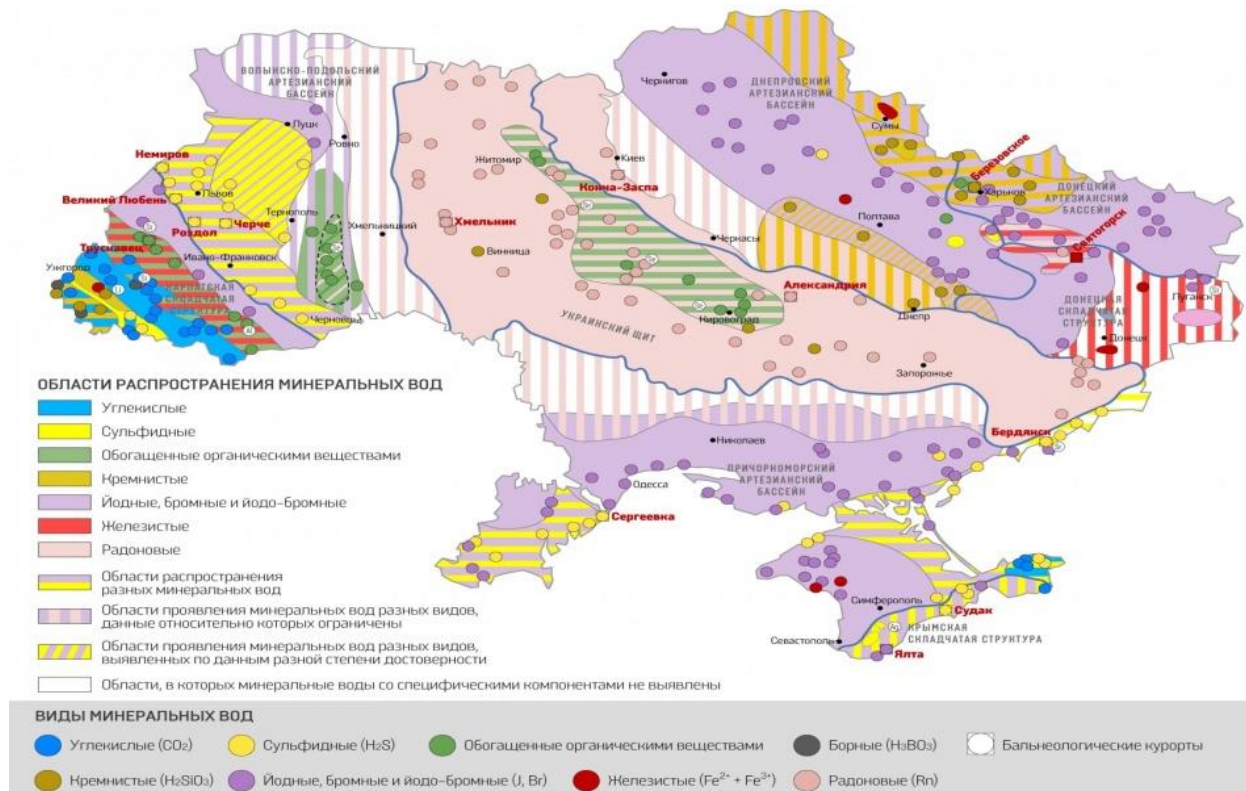 ВОЛЫНСКО-ПОДОЛЬСКИЙ
АРТЕЗИАНСКИЙ
БАССЕЙН
Чернигов
ДНЕПРОВСКИЙ
АРТЕЗИАНСКИЙ
БАССЕЙН
Луцк
Ровно
Сумы
Немиров
Житомир
Киев
Березовское
Харьков
Львов
Конча-Заспа
ДОНЕЦКИЙ
АРТЕЗИАНСКИЙ
БАССЕЙН
Великий Любень
Тернополь
Черче
Роздол
Хмельницкий
Хмельник
Полтава
Черкассы
Святогорск
Трускавец
Ивано-Франковск
Винница
Ужгород
КАРПАТСКАЯ
СКЛАДЧАТАЯ
СТРУКТУРА
Александрия
Луганск
Черновцы
Кировоград
Днепр
ДОНЕЦКАЯ
СКЛАДЧАТАЯ
СТРУКТУРА
УКРАИНСКИЙ ЩИТ
Донецк
Запорожье
Бердянск
Николаев
ПРИЧОРНОМОРСКИЙ
АРТЕЗИАНСКИЙ
БАССЕЙН
Одесса
Сергеевка
Симферополь
Судак
Севастополь
КРЫМСКАЯ
СКЛАДЧАТАЯ СТРУКТУРА
Ялта
ОБЛАСТИ РАСПРОСТРАНЕНИЯ МИНЕРАЛЬНЫХ ВОД
Углекислые
Сульфидные
Обогащенные органическими веществами
Кремнистые
Йодные, бромные и йодо-бромные
Железистые
Радоновые
Области распространения
разных минеральных вод
Области проявления минеральных вод разных видов,
данные относительно которых ограничены
Области проявления минеральных вод разных видов,
выявленных по данным разной степени достоверности
Области, в которых минеральные воды со специфическими компонентами не выявлены
ВИДЫ МИНЕРАЛЬНЫХ ВОД
Углекислые (CO₂)
Сульфидные (H₂S)
Обогащенные органическими веществами
Борные (H₃BO₃)
Бальнеологические курорты
Кремнистые (H₂SiO₃)
Йодные, бромные и йодо-бромные (J, Br)
Железистые (Fe²⁺ + Fe³⁺)
Радоновые (Rn)